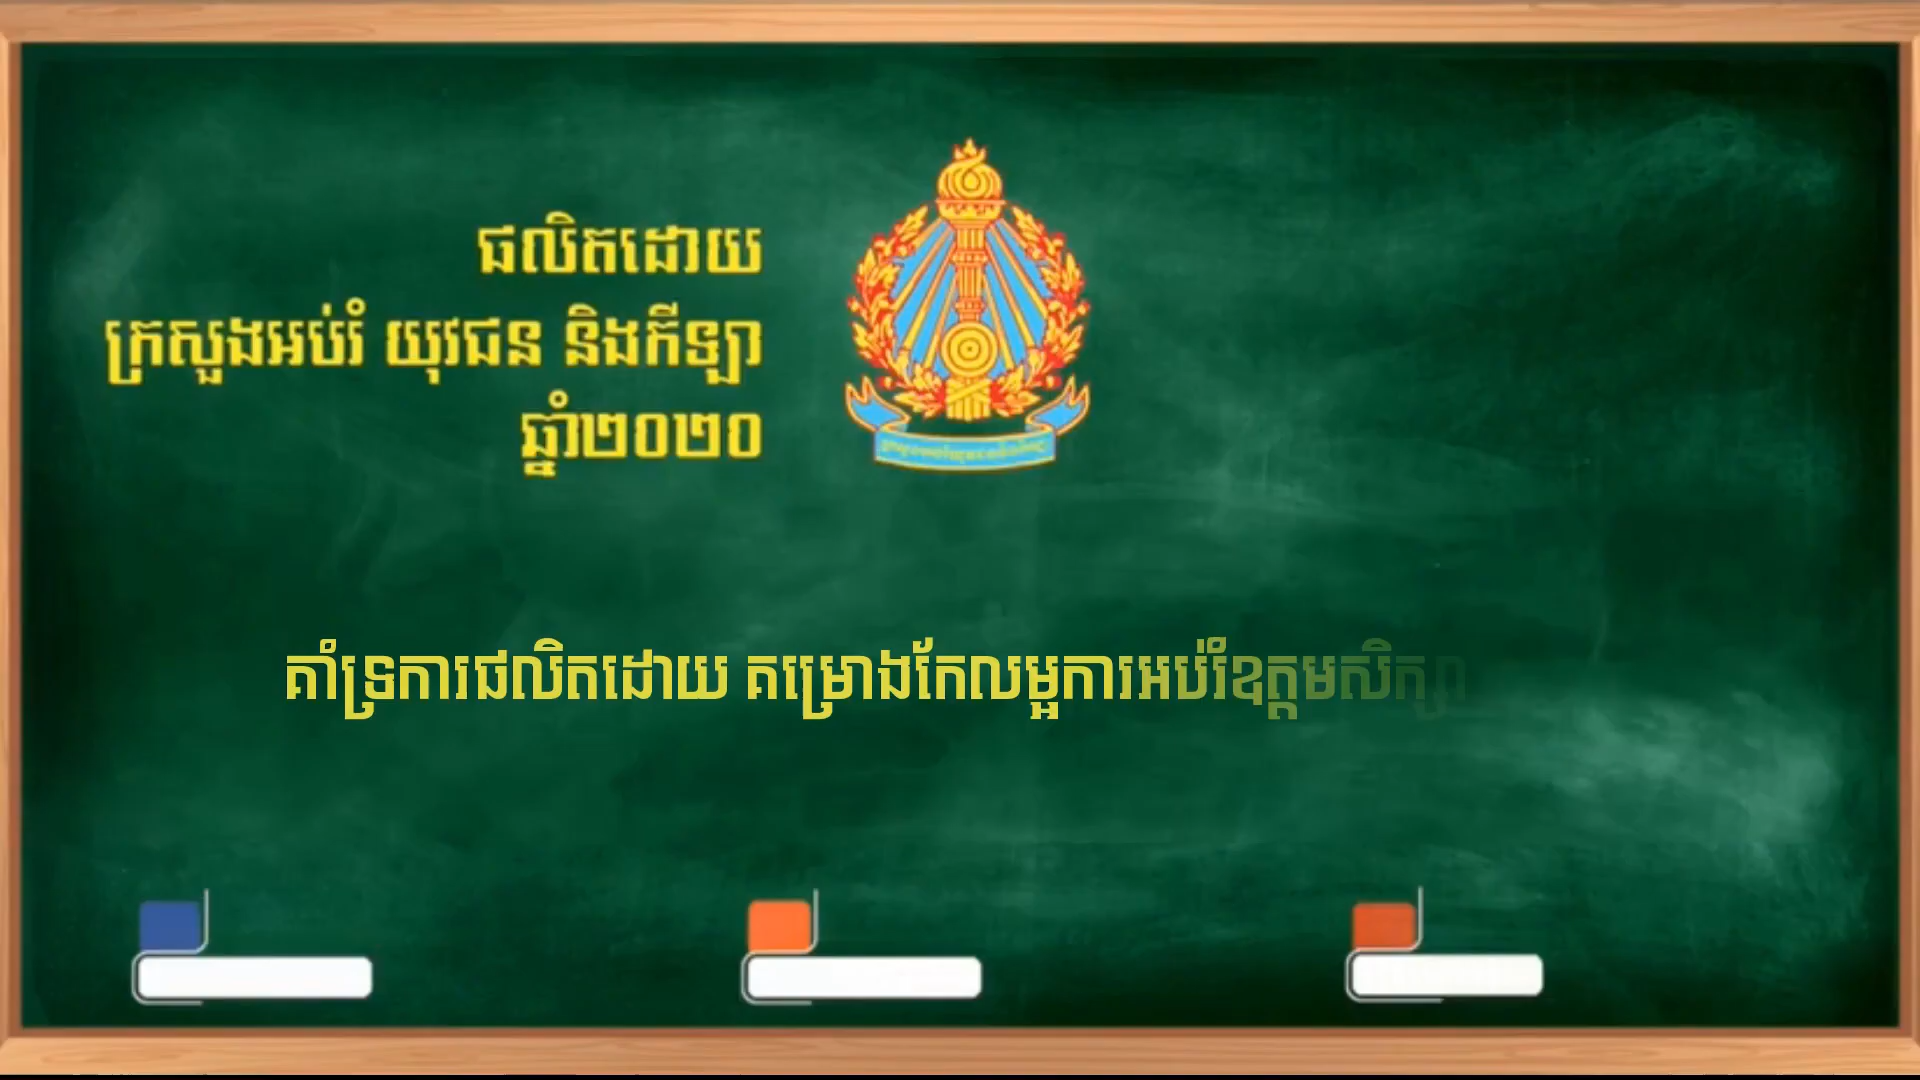 ផលិតដោយ
ក្រសួងអប់រំ យុវជន និងកីឡា
ឆ្នាំ២០២០
គាំទ្រការផលិតដោយ គម្រោងកែលម្អការអប់រំឧត្តមសិក្សា